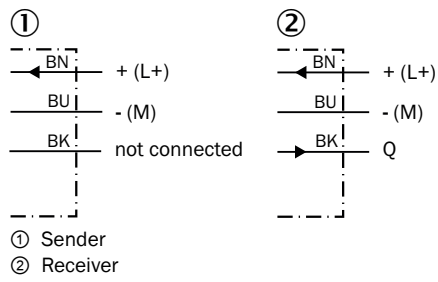 ① ②
BN + (L+) BN + (L+)
BU - (M) BU - (M)
BK not connected BK Q
① Sender
② Receiver